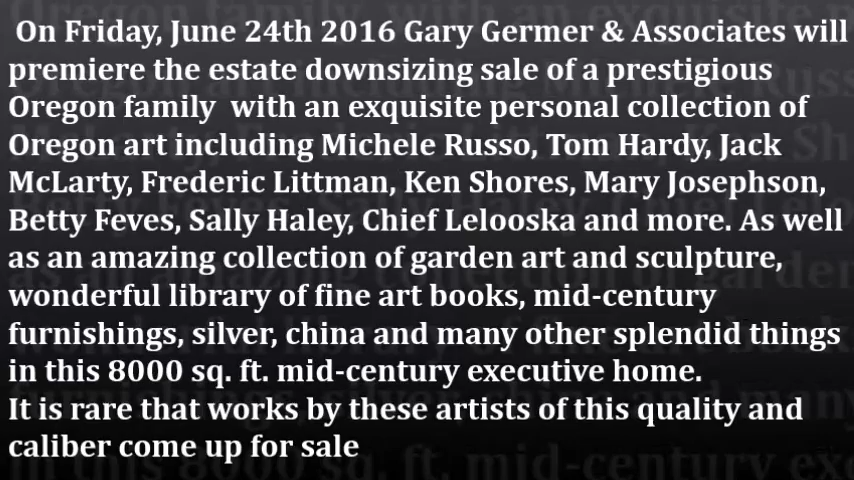 On Friday, June 24th 2016 Gary Germer & Associates will
premiere the estate downsizing sale of a prestigious
Oregon family with an exquisite personal collection of
Oregon art including Michele Russo, Tom Hardy, Jack
McLarty, Frederic Littman, Ken Shores, Mary Josephson,
Betty Feves, Sally Haley, Chief Lelooska and more. As well
as an amazing collection of garden art and sculpture,
wonderful library of fine art books, mid-century
furnishings, silver, china and many other splendid things
in this 8000 sq. ft. mid-century executive home.
It is rare that works by these artists of this quality and
caliber come up for sale